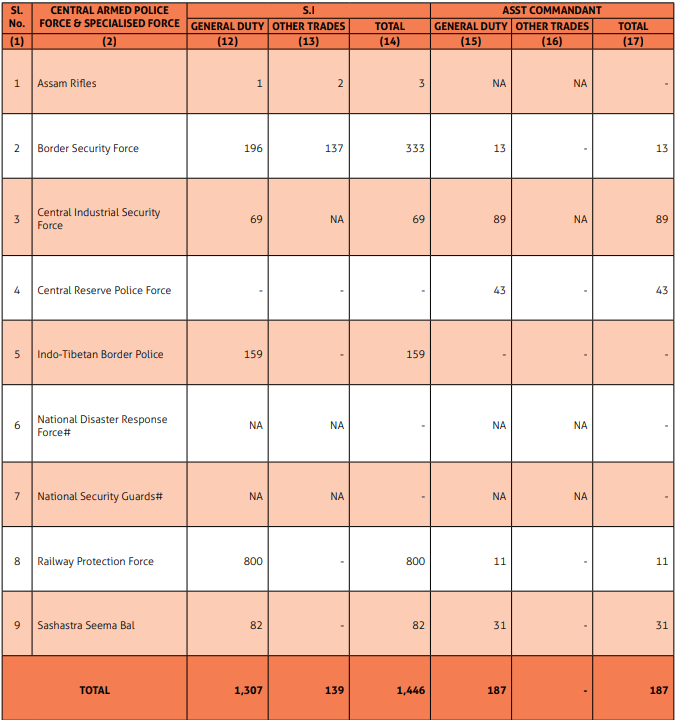 SL. No. CENTRAL ARMED POLICE FORCE & SPECIALISED FORCE S.I ASST COMMANDANT
GENERAL DUTY OTHER TRADES TOTAL GENERAL DUTY OTHER TRADES TOTAL
(1) (2) (12) (13) (14) (15) (16) (17)
1 Assam Rifles 1 2 3 NA NA -
2 Border Security Force 196 137 333 13 - 13
3 Central Industrial Security Force 69 NA 69 89 NA 89
4 Central Reserve Police Force - - - 43 - 43
5 Indo-Tibetan Border Police 159 - 159 - - -
6 National Disaster Response Force# NA NA - NA NA -
7 National Security Guards# NA NA - NA NA -
8 Railway Protection Force 800 - 800 11 - 11
9 Sashastra Seema Bal 82 - 82 31 - 31
TOTAL 1,307 139 1,446 187 - 187